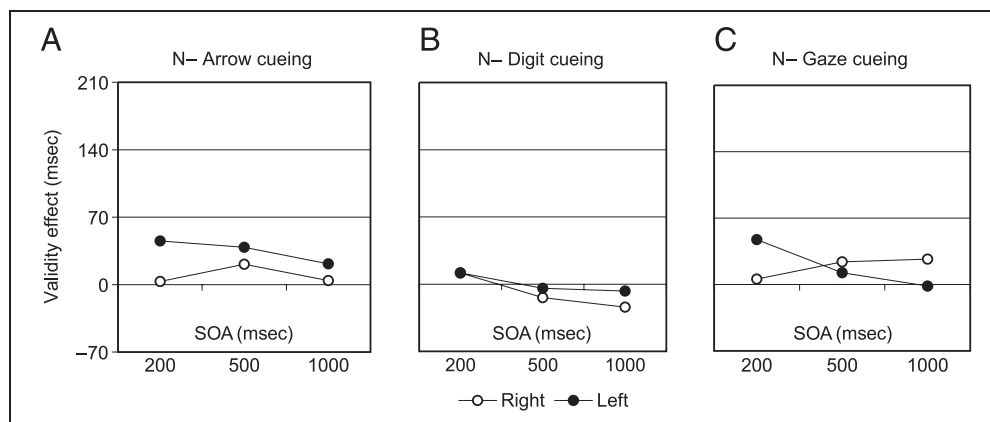 A
B
C
N– Arrow cueing
N– Digit cueing
N– Gaze cueing
Validity effect (msec)
210
140
70
0
–70
SOA (msec)
SOA (msec)
SOA (msec)
200 500 1000
200 500 1000
200 500 1000
Right Left